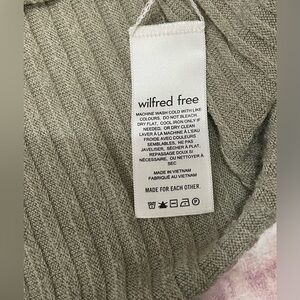 wilfred free
MACHINE WASH COLD WITH LIKE
COLOURS. DO NOT BLEACH.
DRY FLAT, COOL IRON ONLY IF
NEEDED, OR DRY CLEAN
LAVER À LA MACHINE À L'EAU
FROIDE AVEC COULEURS
SEMBLABLES, NE PAS
JAVELISER, SÉCHER À PLAT,
REPASSAGE DOUX SI
NÉCESSAIRE, OU NETTOYER À
SEC
MADE IN VIETNAM
FABRIQUÉ AU VIETNAM
MADE FOR EACH OTHER.